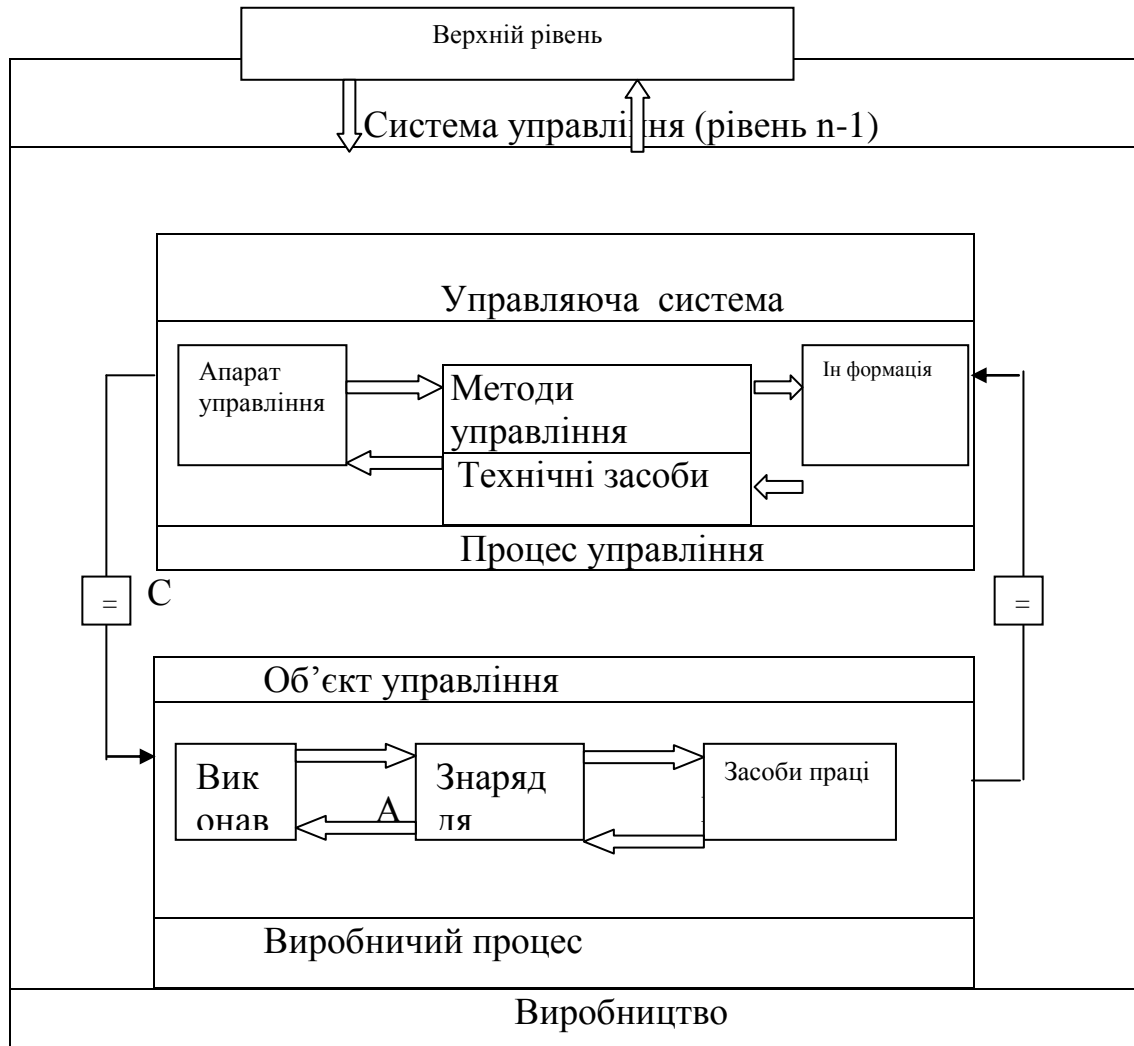 Верхній рівень
Система управління (рівень n-1)
Управляюча система
Апарат
управління
Методи
управління
Технічні засоби
Ін формація
Процес управління
=
С
=
Об’єкт управління
Вик
онав
А
Знаряд
дя
Засоби праці
Виробничий процес
Виробництво